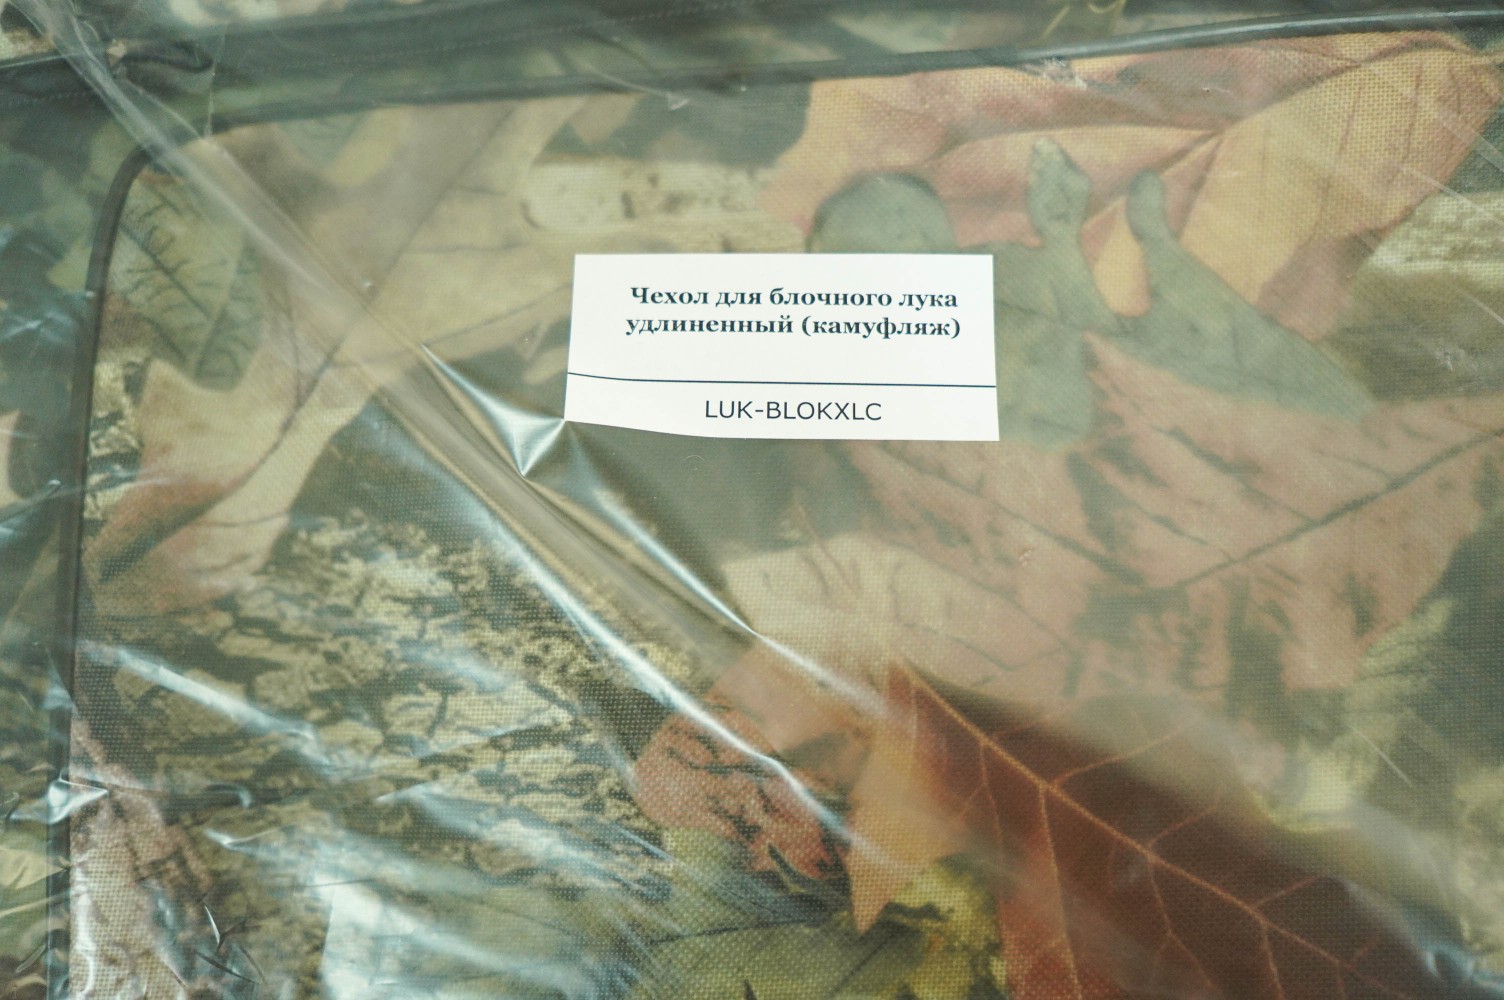 Чехол для блочного лука
удлиненный (камуфляж)
LUK-BLOKXLC